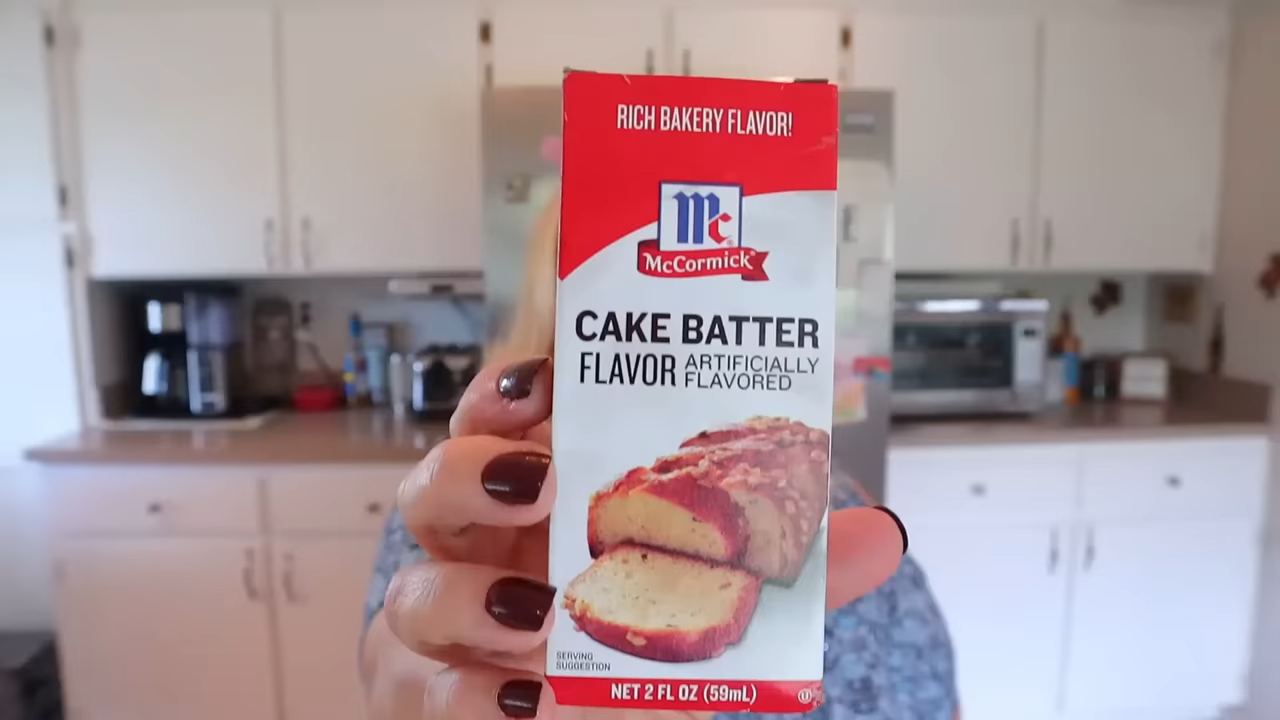 RICH BAKERY FLAVOR!
Mc
McCormick®
CAKE BATTER
FLAVOR ARTIFICIALLY
FLAVORED
SERVING
SUGGESTION
NET 2 FL OZ (59mL)
U